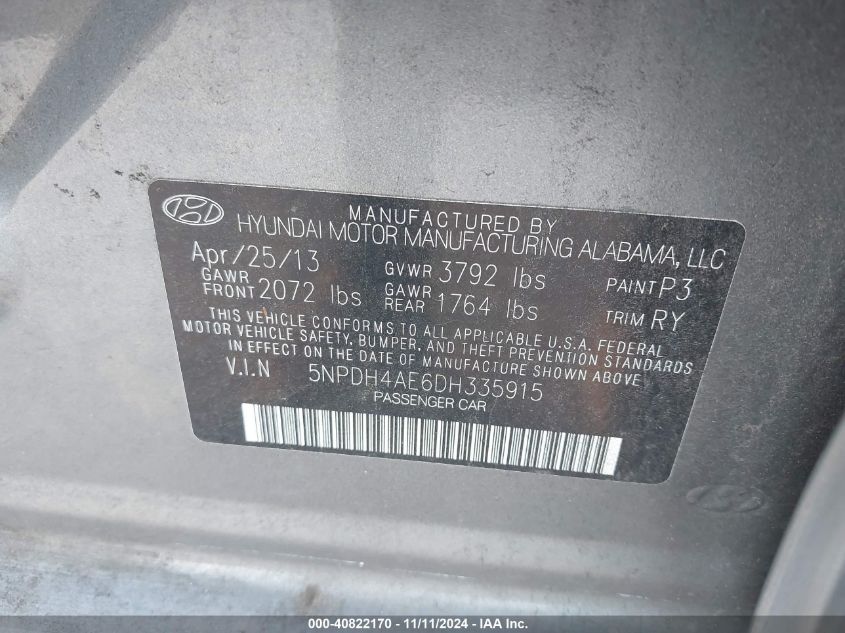 MANUFACTURED BY
HYUNDAI MOTOR MANUFACTURING ALABAMA, LLC
Apr/25/13 GVWR 3792 lbs PAINT P3
GAWR FRONT 2072 lbs GAWR REAR 1764 lbs TRIM RY
THIS VEHICLE CONFORMS TO ALL APPLICABLE U.S.A. FEDERAL
MOTOR VEHICLE SAFETY, BUMPER, AND THEFT PREVENTION STANDARDS
IN EFFECT ON THE DATE OF MANUFACTURE SHOWN ABOVE.
V.I.N 5NPDH4AE6DH335915
PASSENGER CAR
000-40822170 - 11/11/2024 - IAA Inc.